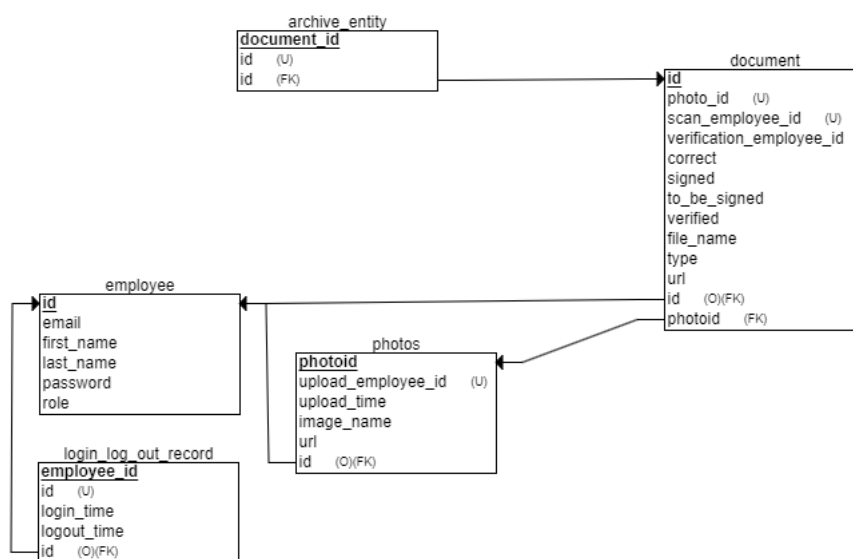 archive_entity
document_id
id (U)
id (FK)
document
id
photo_id (U)
scan_employee_id (U)
verification_employee_id
correct
signed
to_be_signed
verified
file_name
type
url
id (O)(FK)
photoid (FK)
employee
id
email
first_name
last_name
password
role
photos
photoid
upload_employee_id (U)
upload_time
image_name
url
id (O)(FK)
login_log_out_record
employee_id
id (U)
login_time
logout_time
id (O)(FK)